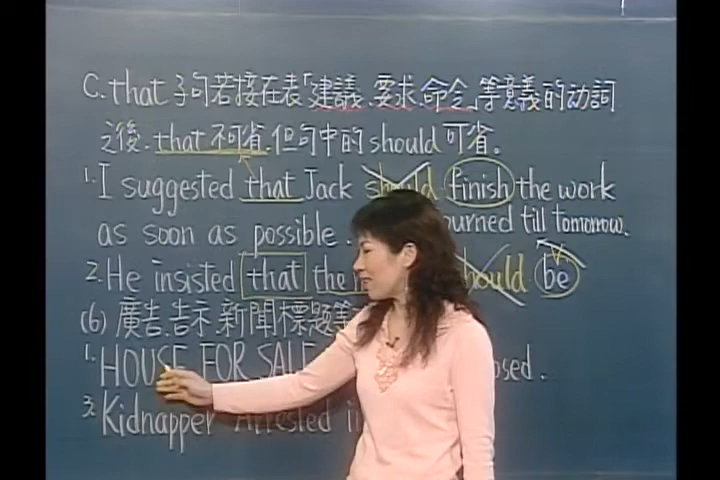 C. that 子句若接在表「建議、要求、命令」等意義的动詞
之後, that 不可省, 但句中的 should 可省。
1. I suggested that Jack should finish the work
as soon as possible. ourned till tomorrow.
2. He insisted that the should be
(6) 廣告.告示.新聞標題等
1. HOUSE FOR SALE osed.
3. Kidnapper Arrested i